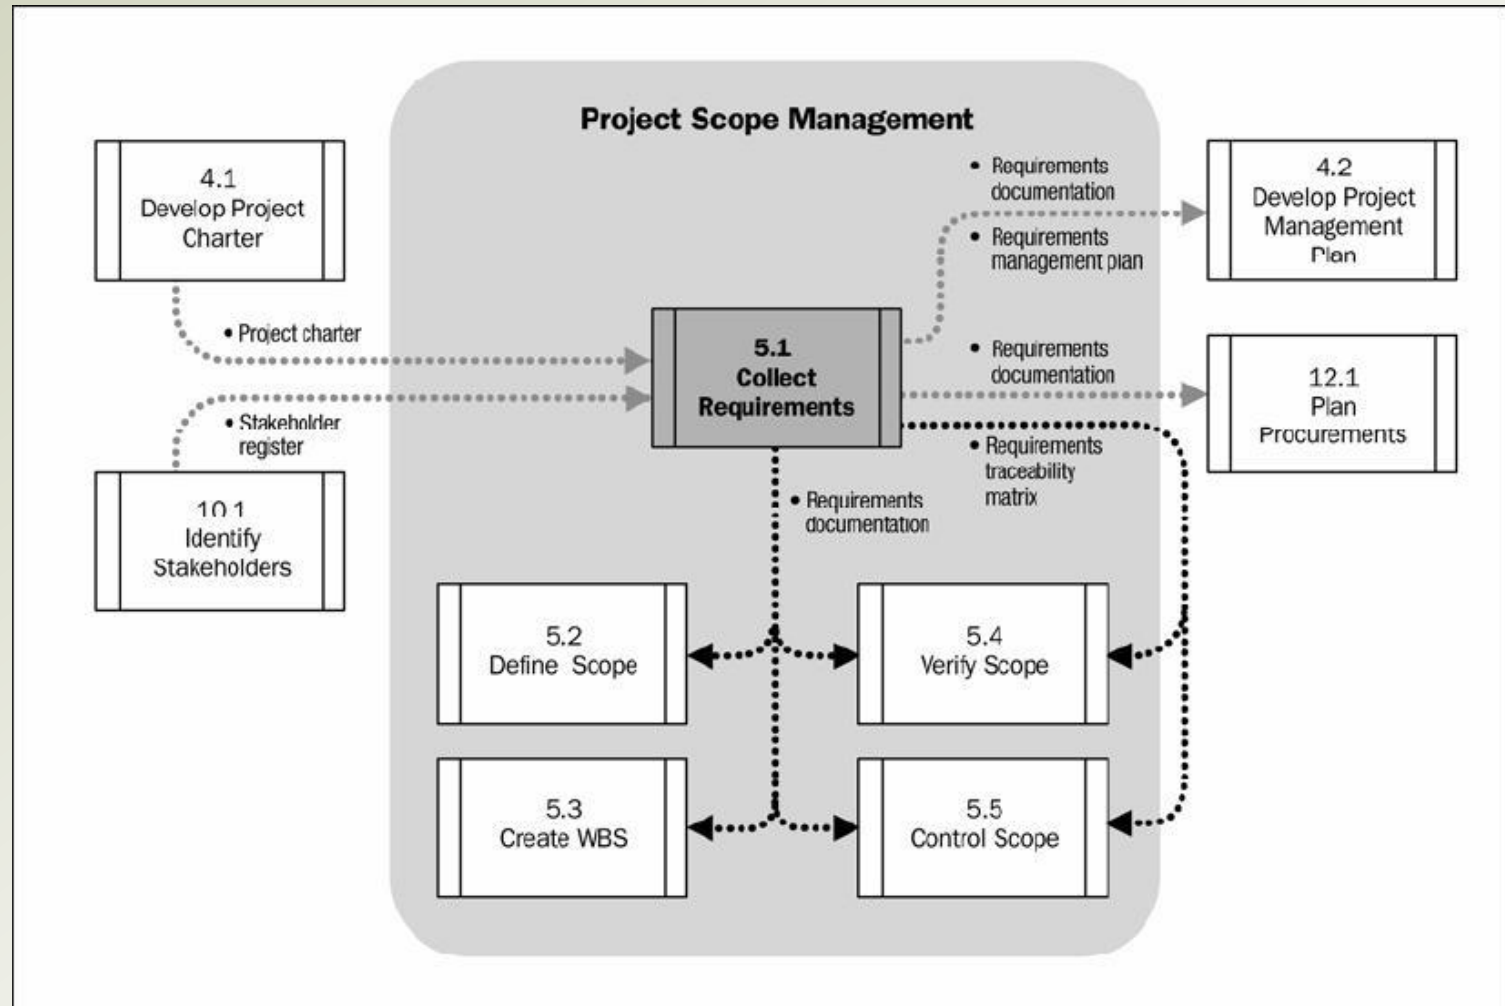 Project Scope Management
4.1
Develop Project
Charter
• Project charter
• Stakeholder
register
10.1
Identify
Stakeholders
5.1
Collect
Requirements
• Requirements
documentation
• Requirements
management plan
4.2
Develop Project
Management
Plan
• Requirements
documentation
12.1
Plan
Procurements
• Requirements
traceability
matrix
• Requirements
documentation
5.2
Define Scope
5.4
Verify Scope
5.3
Create WBS
5.5
Control Scope